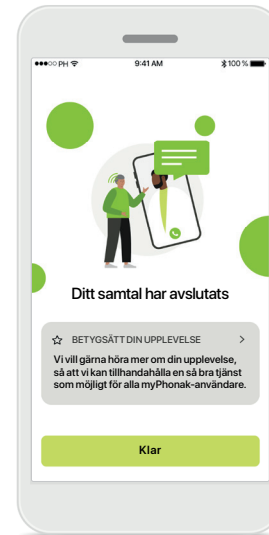 PH 9:41 AM 100 %
Ditt samtal har avslutats
BETYGSÄTT DIN UPPLEVELSE
Vi vill gärna höra mer om din upplevelse,
så att vi kan tillhandahålla en så bra tjänst
som möjligt för alla myPhonak-användare.
Klar